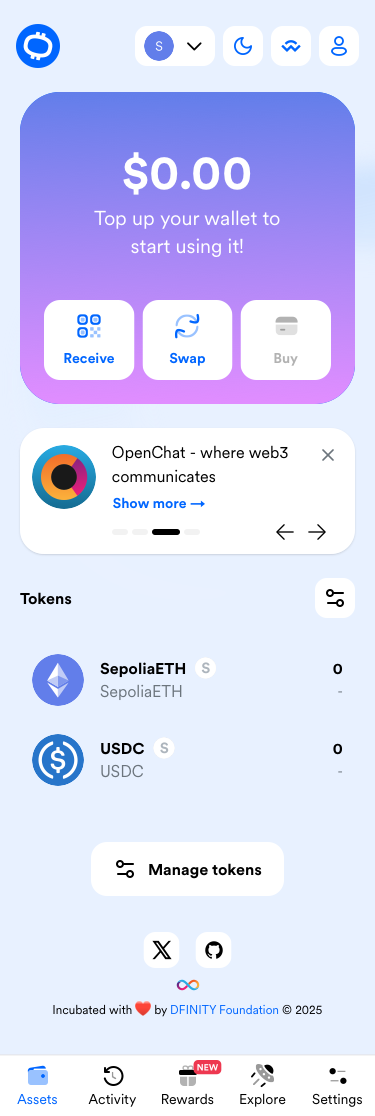 S
$0.00
Top up your wallet to
start using it!
Receive
Swap
Buy
OpenChat - where web3
communicates
Show more →
Tokens
SepoliaETH S 0
SepoliaETH -
USDC S 0
USDC -
Manage tokens
Incubated with ❤️ by DFINITY Foundation © 2025
NEW
Assets Activity Rewards Explore Settings